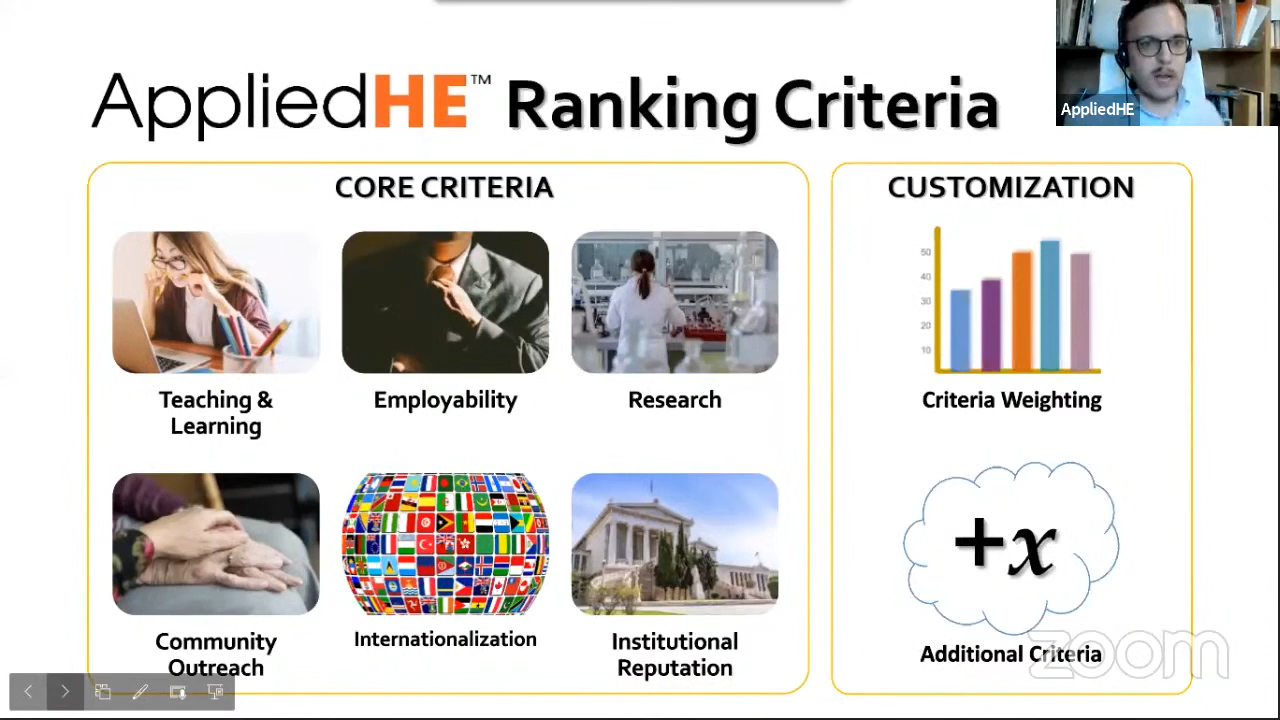 AppliedHE™ Ranking Criteria
AppliedHE
CORE CRITERIA
Teaching &
Learning
Employability
Research
Community
Outreach
Internationalization
Institutional
Reputation
CUSTOMIZATION
50
40
30
20
10
Criteria Weighting
+x
Additional Criteria
zoom